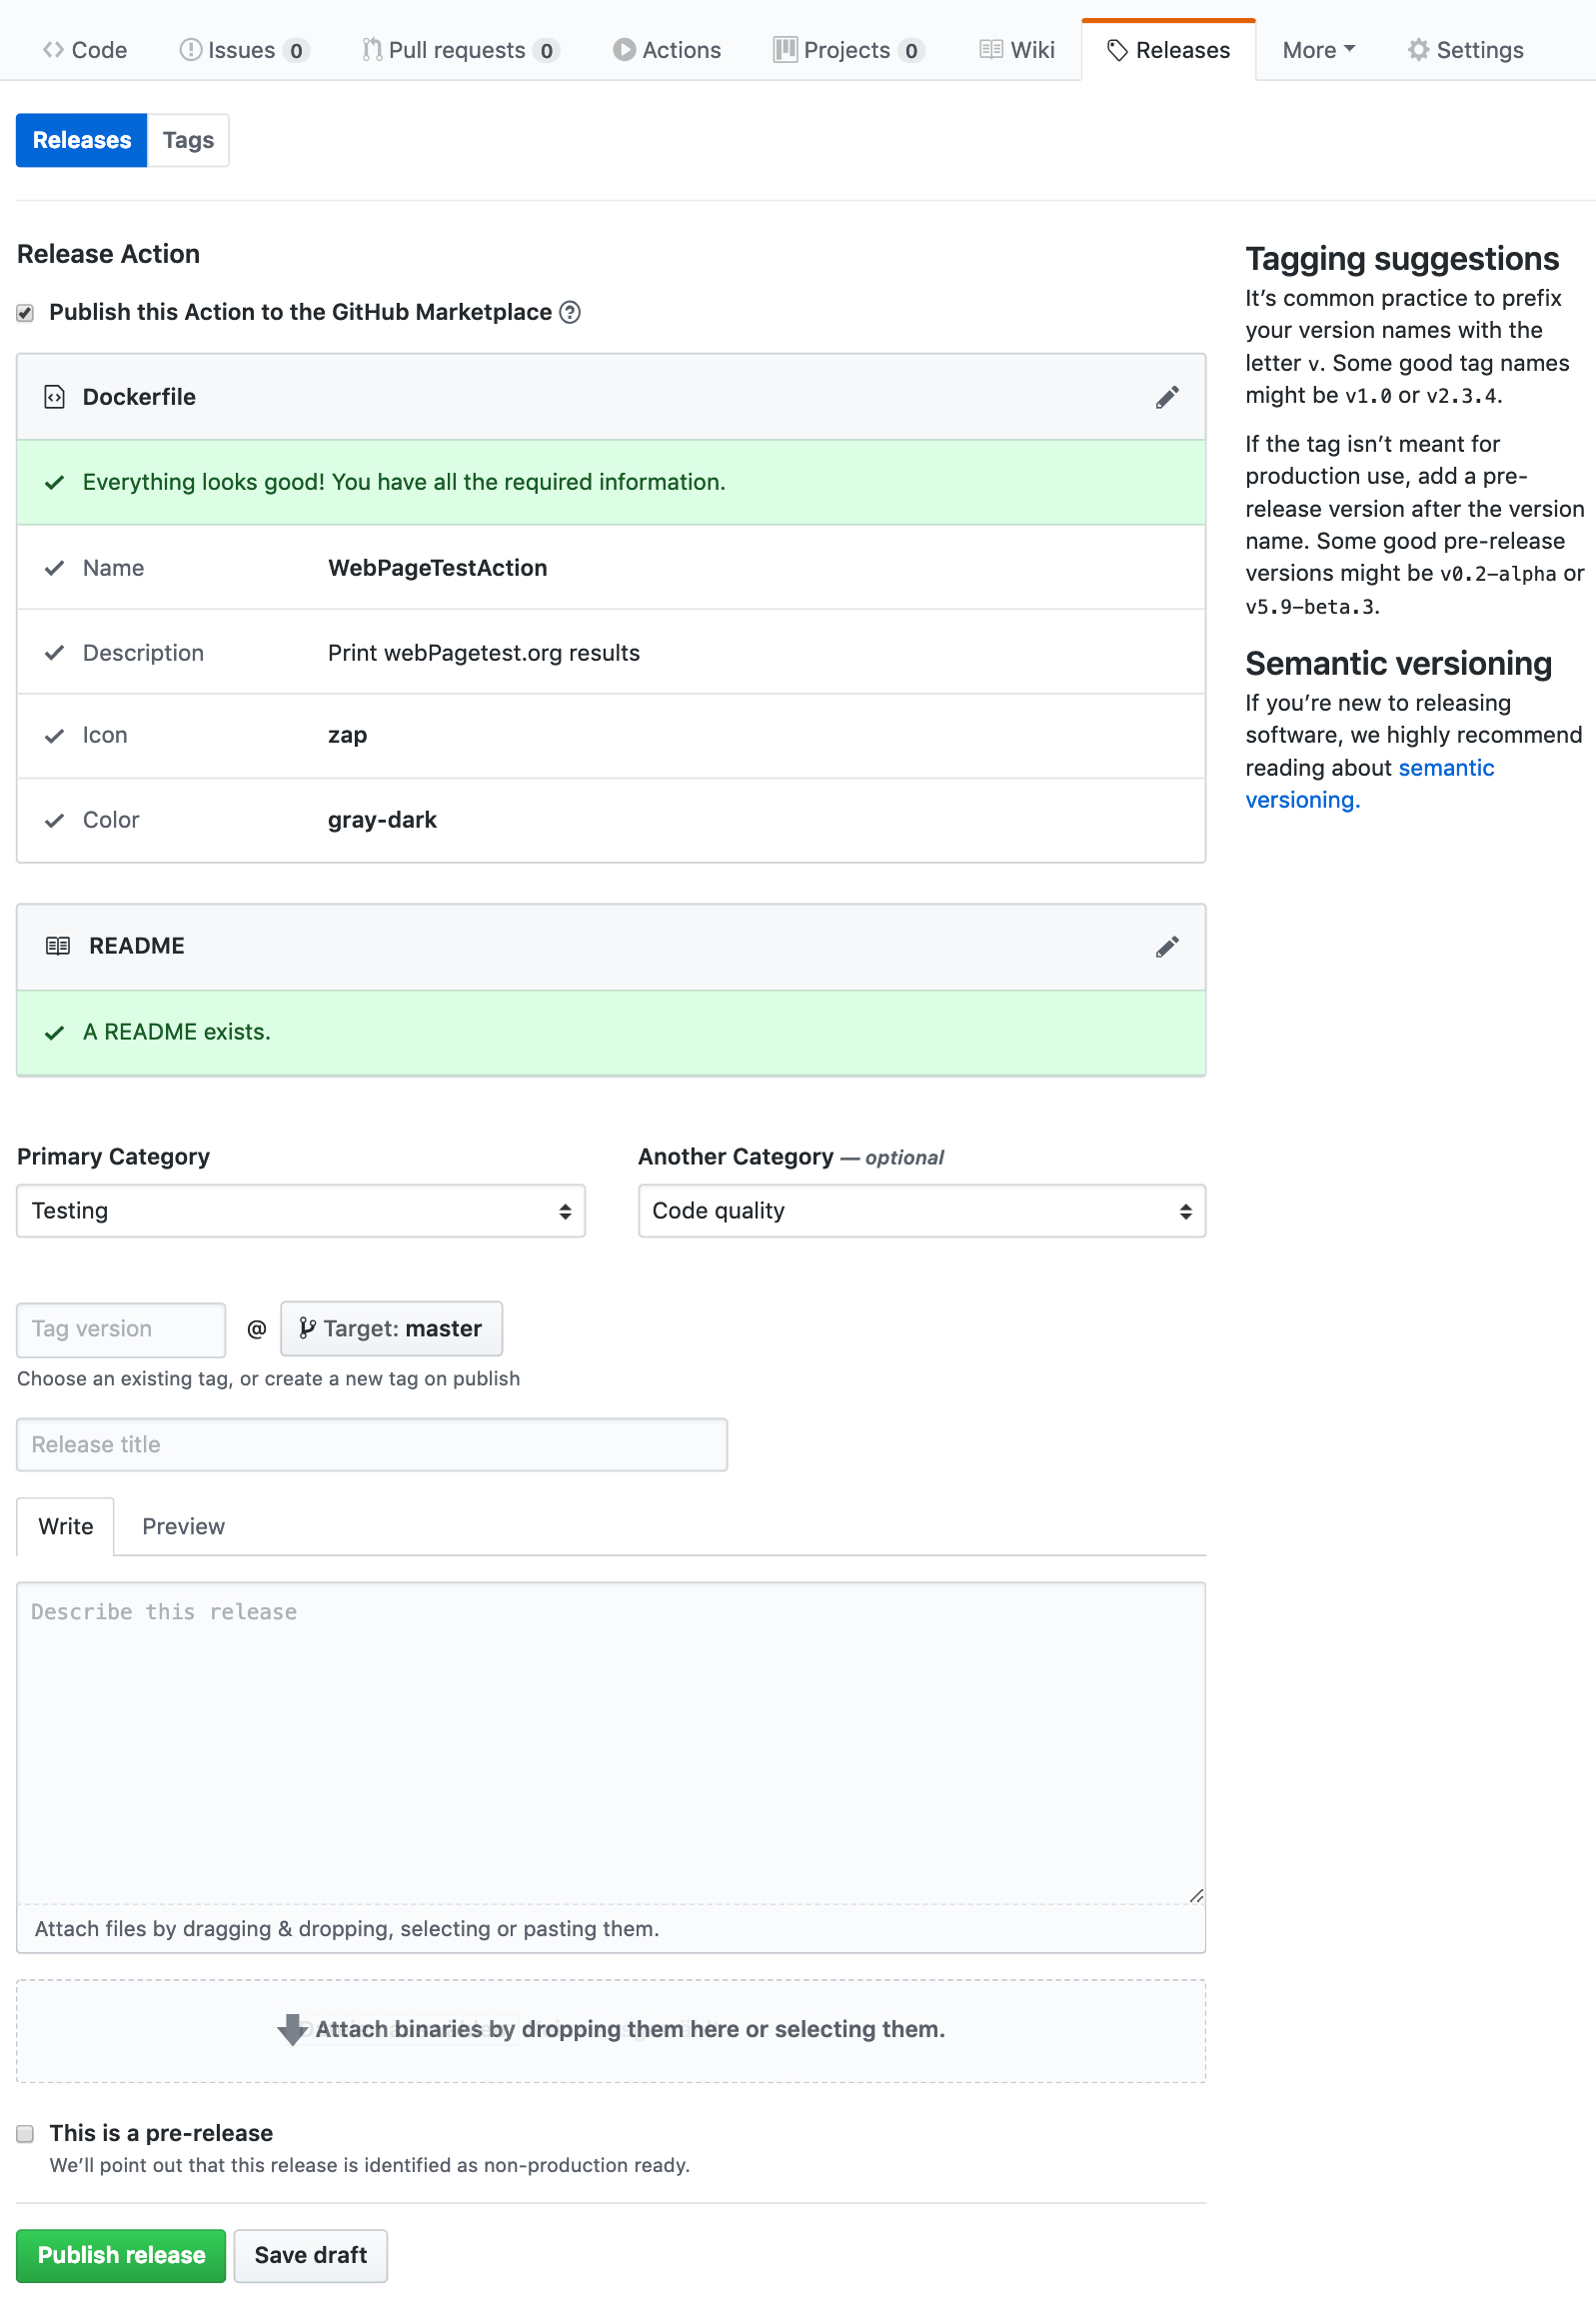 Code Issues 0 Pull requests 0 Actions Projects 0 Wiki Releases More Settings
Releases Tags
Release Action
Publish this Action to the GitHub Marketplace
Dockerfile
Everything looks good! You have all the required information.
Name WebPageTestAction
Description Print webPagetest.org results
Icon zap
Color gray-dark
README
A README exists.
Primary Category
Testing
Another Category — optional
Code quality
Tag version @ Target: master
Choose an existing tag, or create a new tag on publish
Release title
Write Preview
Describe this release
Attach files by dragging & dropping, selecting or pasting them.
Attach binaries by dropping them here or selecting them.
This is a pre-release
We’ll point out that this release is identified as non-production ready.
Publish release Save draft
Tagging suggestions
It’s common practice to prefix
your version names with the
letter v. Some good tag names
might be v1.0 or v2.3.4.
If the tag isn’t meant for
production use, add a pre-
release version after the version
name. Some good pre-release
versions might be v0.2-alpha or
v5.9-beta.3.
Semantic versioning
If you’re new to releasing
software, we highly recommend
reading about semantic
versioning.